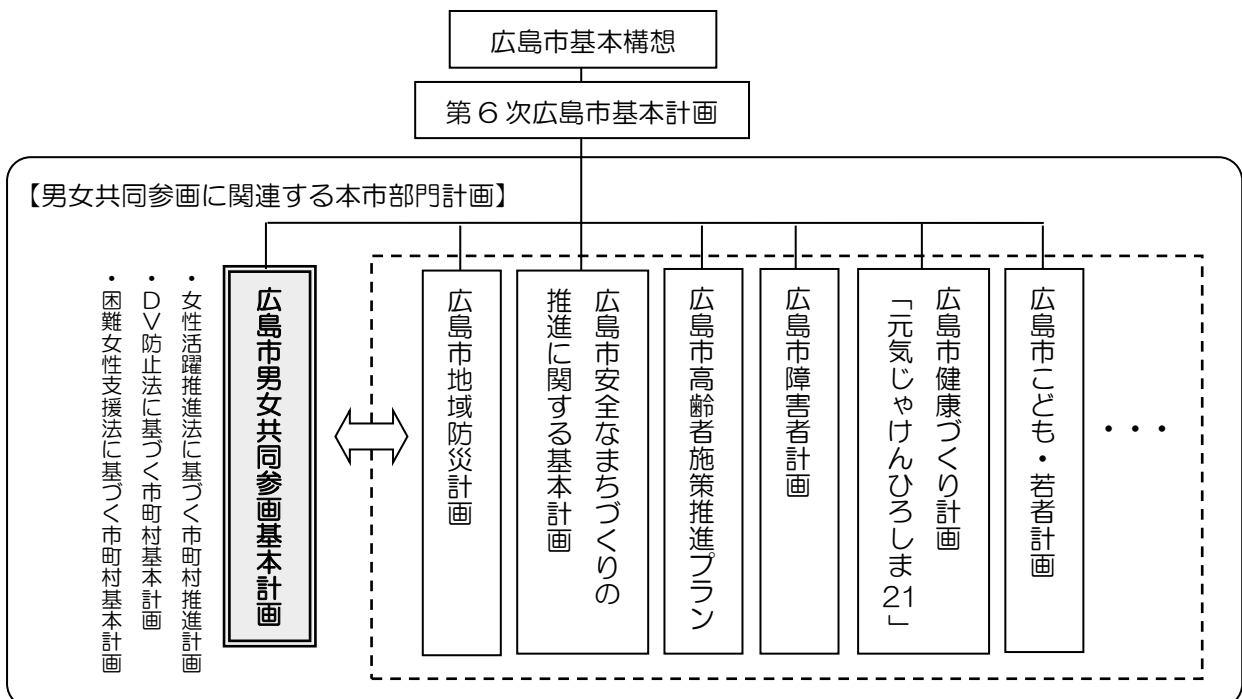 広島市基本構想
第6次広島市基本計画
【男女共同参画に関連する本市部門計画】
広島市男女共同参画基本計画
・女性活躍推進法に基づく市町村推進計画
・DV防止法に基づく市町村基本計画
・困難女性支援法に基づく市町村基本計画
広島市地域防災計画
広島市安全なまちづくりの
推進に関する基本計画
広島市高齢者施策推進プラン
広島市障害者計画
広島市健康づくり計画
「元気じゃけんひろしま21」
広島市こども・若者計画
・・・